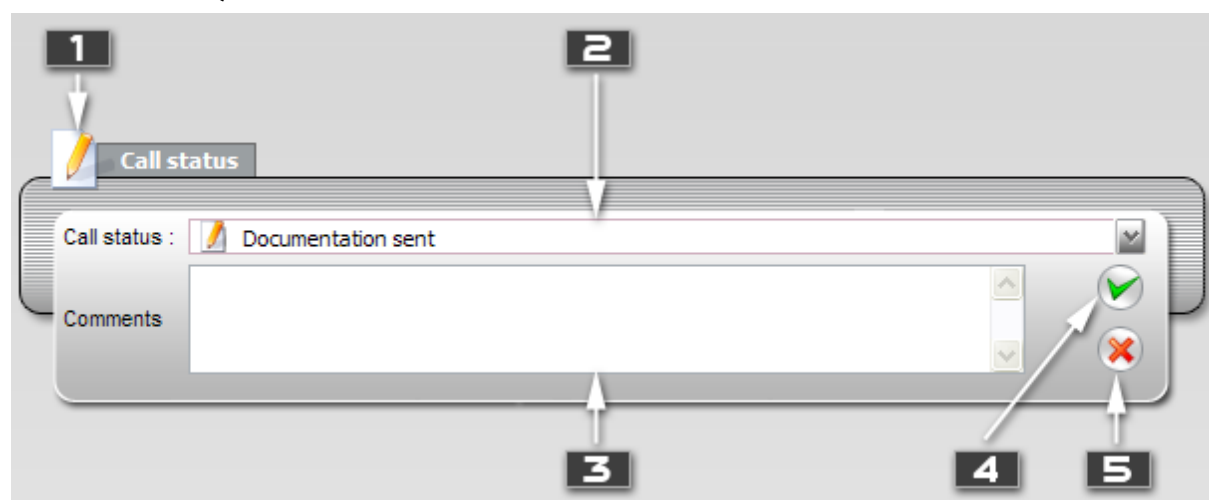 1 2
Call status
Call status : Documentation sent
Comments
3 4 5